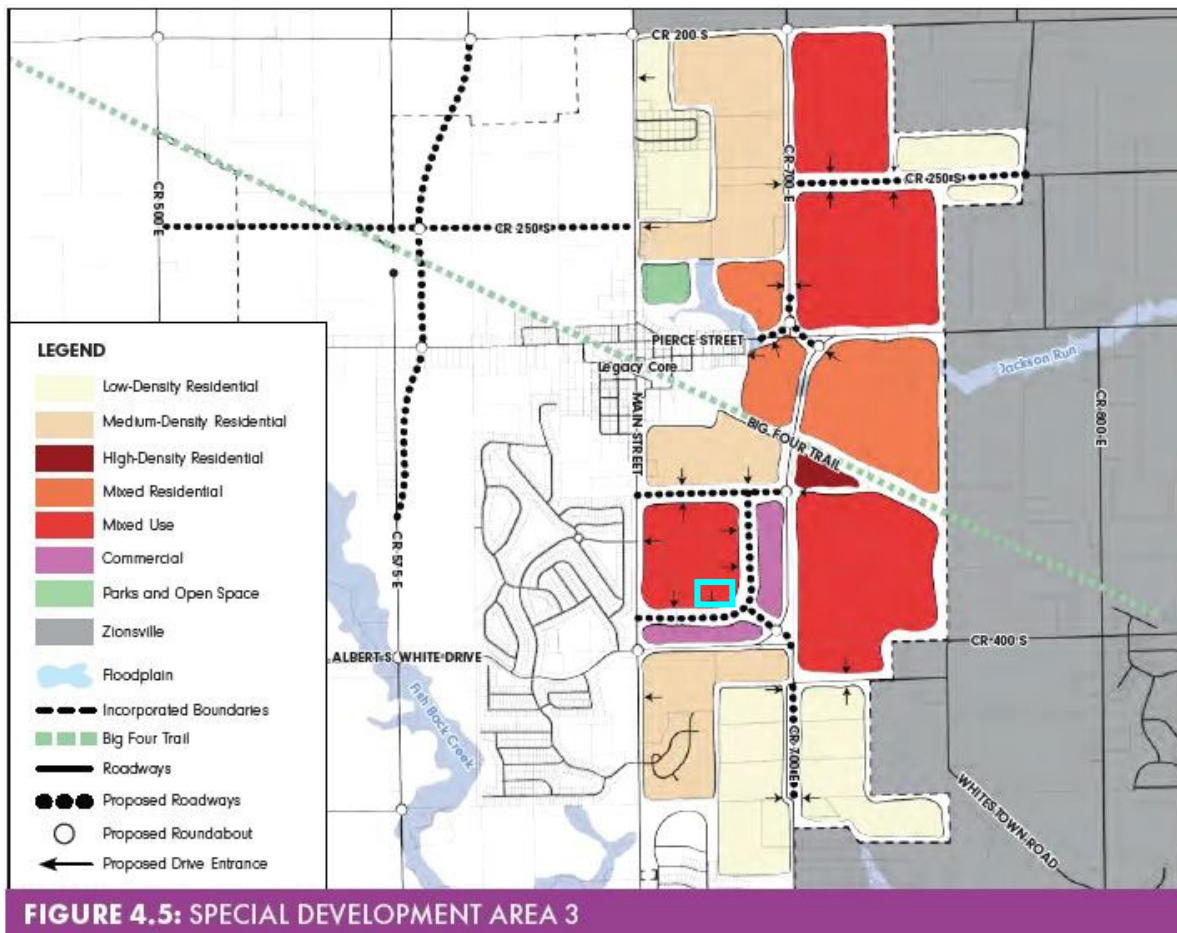 CR 200 S
CR 500 E
CR-700-E
CR-250-S
CR 250 S
PIERCE STREET
Legacy Core
Jackson Run
MAIN STREET
CR-800-E
BIG FOUR TRAIL
CR-575-E
CR-400 S
ALBERT S WHITE DRIVE
Fish Back Creek
CR-700-E
WHITESTOWN ROAD
LEGEND
Low-Density Residential
Medium-Density Residential
High-Density Residential
Mixed Residential
Mixed Use
Commercial
Parks and Open Space
Zionsville
Floodplain
Incorporated Boundaries
Big Four Trail
Roadways
Proposed Roadways
Proposed Roundabout
Proposed Drive Entrance
FIGURE 4.5: SPECIAL DEVELOPMENT AREA 3